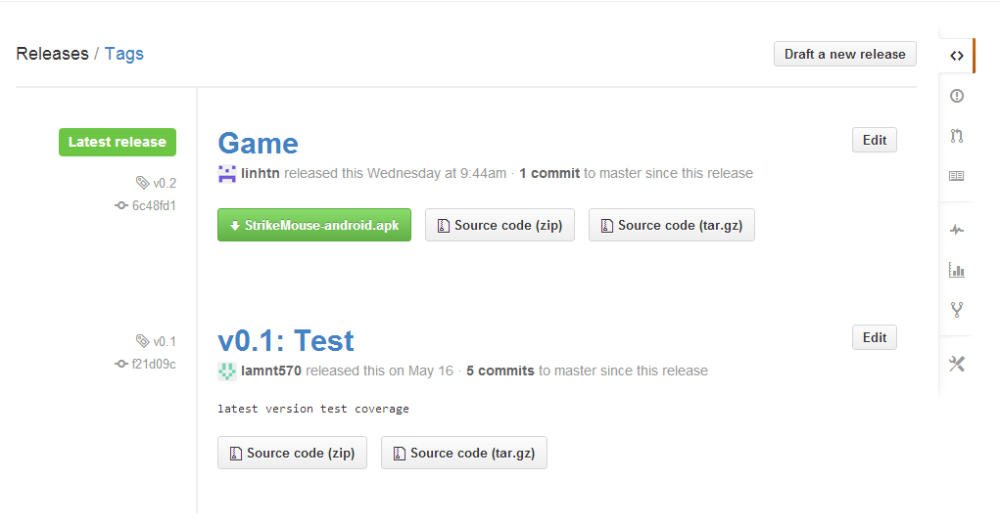 Releases / Tags
Draft a new release
Latest release
v0.2
6c48fd1
Game
Edit
linhtn released this Wednesday at 9:44am · 1 commit to master since this release
StrikeMouse-android.apk
Source code (zip)
Source code (tar.gz)
v0.1
f21d09c
v0.1: Test
Edit
lamnt570 released this on May 16 · 5 commits to master since this release
latest version test coverage
Source code (zip)
Source code (tar.gz)